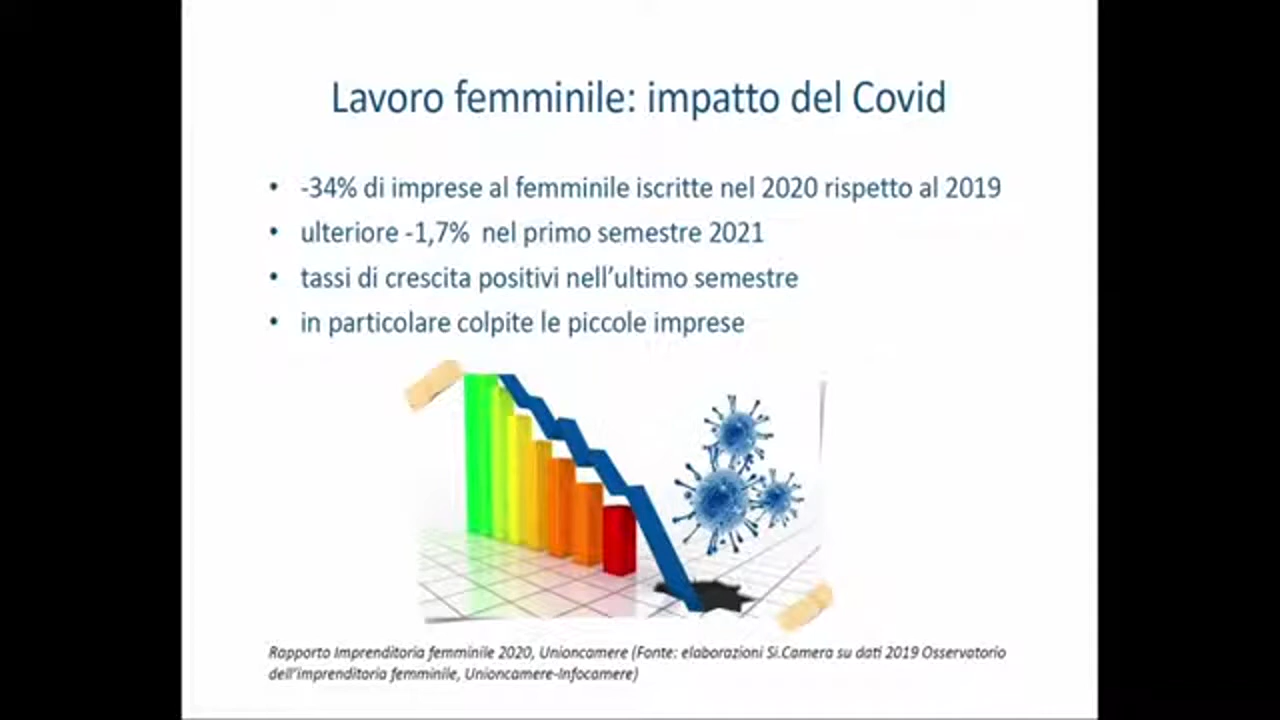 Lavoro femminile: impatto del Covid
• -34% di imprese al femminile iscritte nel 2020 rispetto al 2019
• ulteriore -1,7% nel primo semestre 2021
• tassi di crescita positivi nell'ultimo semestre
• in particolare colpite le piccole imprese
Rapporto Imprenditoria femminile 2020, Unioncamere (Fonte: elaborazioni Si.Camera su dati 2019 Osservatorio
dell'imprenditoria femminile, Unioncamere-Infocamere)